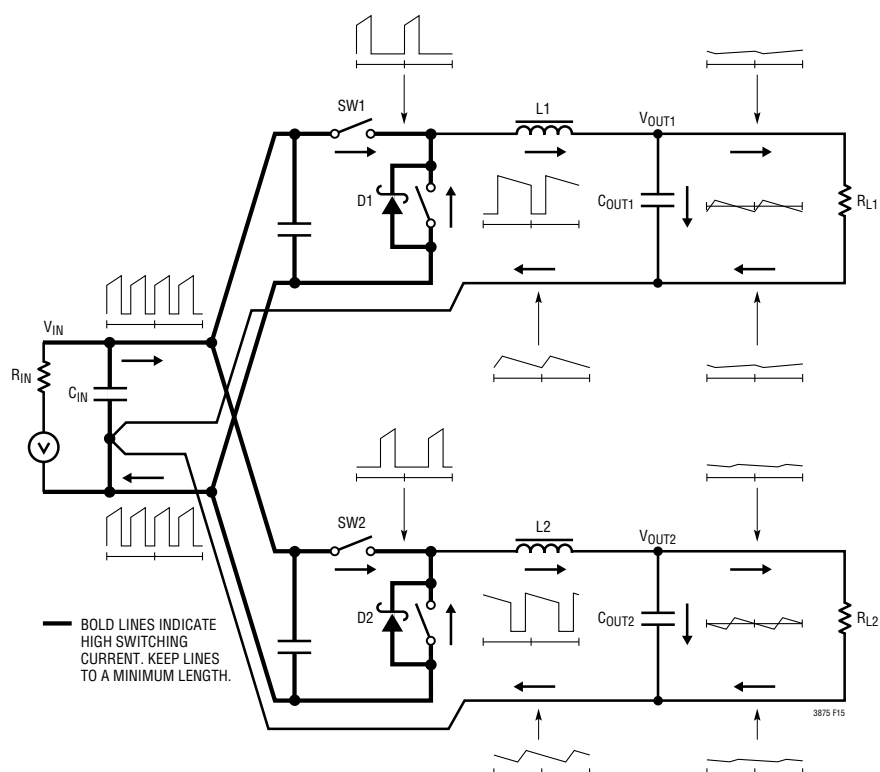 SW1
L1
VOUT1
D1
COUT1
RL1
VIN
RIN
CIN
V
SW2
L2
VOUT2
D2
COUT2
RL2
BOLD LINES INDICATE
HIGH SWITCHING
CURRENT. KEEP LINES
TO A MINIMUM LENGTH.
3875 F15